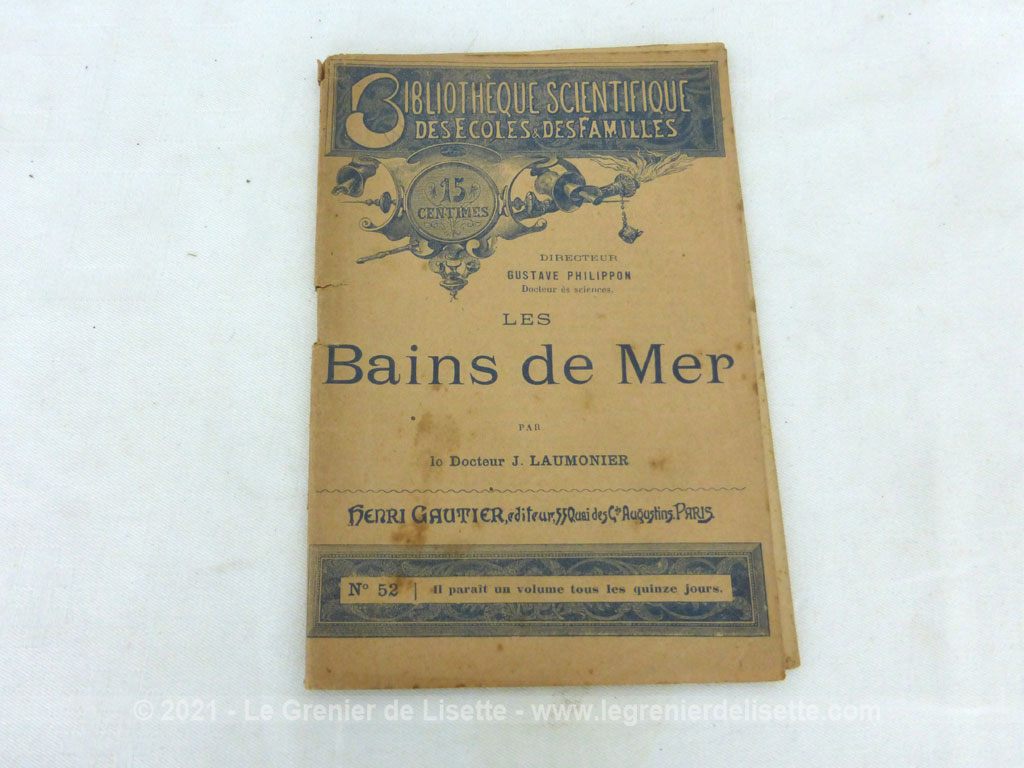 BIBLIOTHÈQUE SCIENTIFIQUE
DES ECOLES & DES FAMILLES
15
CENTIMES
DIRECTEUR
GUSTAVE PHILIPPON
Docteur ès sciences.
LES
Bains de Mer
PAR
le Docteur J. LAUMONIER
HENRI GAUTIER, editeur, 55 Quai des Gds Augustins, PARIS
No 52 | Il paraît un volume tous les quinze jours.
© 2021 - Le Grenier de Lisette - www.legrenierdelisette.com